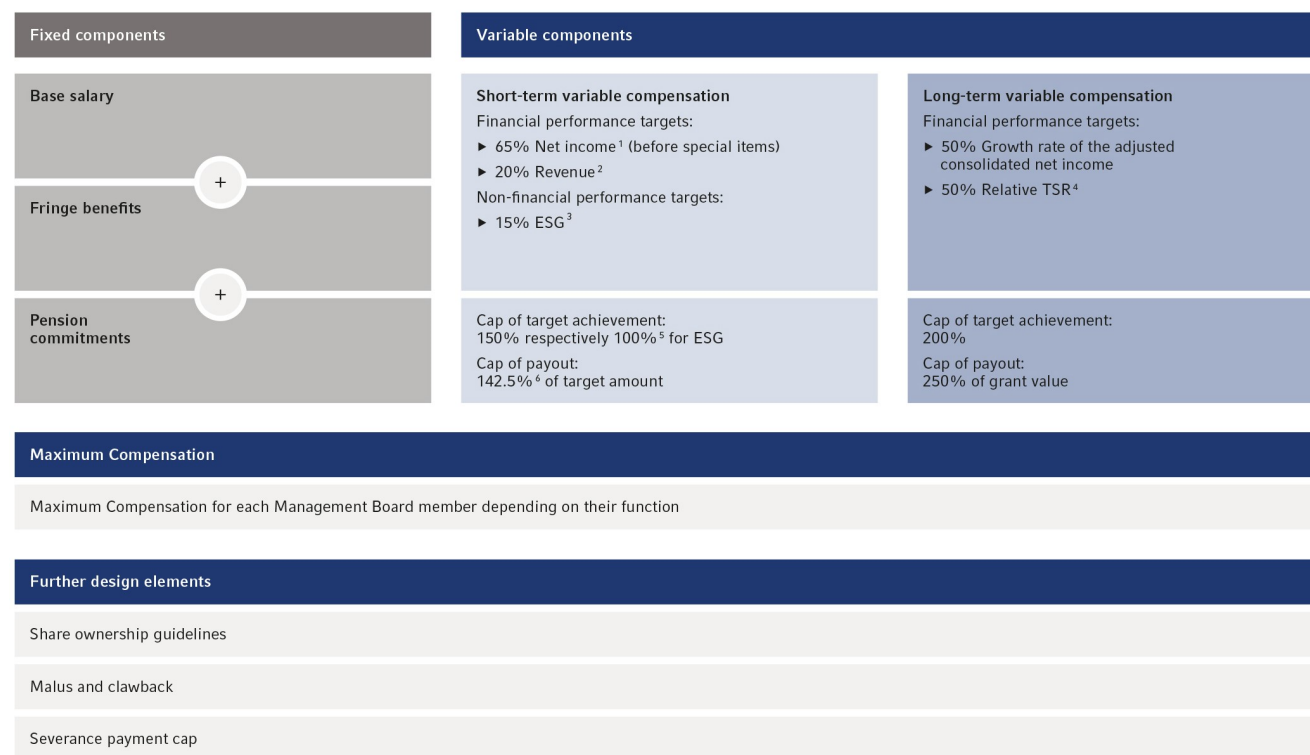 Fixed components
Variable components
Base salary
+
Fringe benefits
+
Pension
commitments
Short-term variable compensation
Financial performance targets:
► 65% Net income¹ (before special items)
► 20% Revenue²
Non-financial performance targets:
► 15% ESG³
Cap of target achievement:
150% respectively 100%⁵ for ESG
Cap of payout:
142.5%⁶ of target amount
Long-term variable compensation
Financial performance targets:
► 50% Growth rate of the adjusted
consolidated net income
► 50% Relative TSR⁴
Cap of target achievement:
200%
Cap of payout:
250% of grant value
Maximum Compensation
Maximum Compensation for each Management Board member depending on their function
Further design elements
Share ownership guidelines
Malus and clawback
Severance payment cap